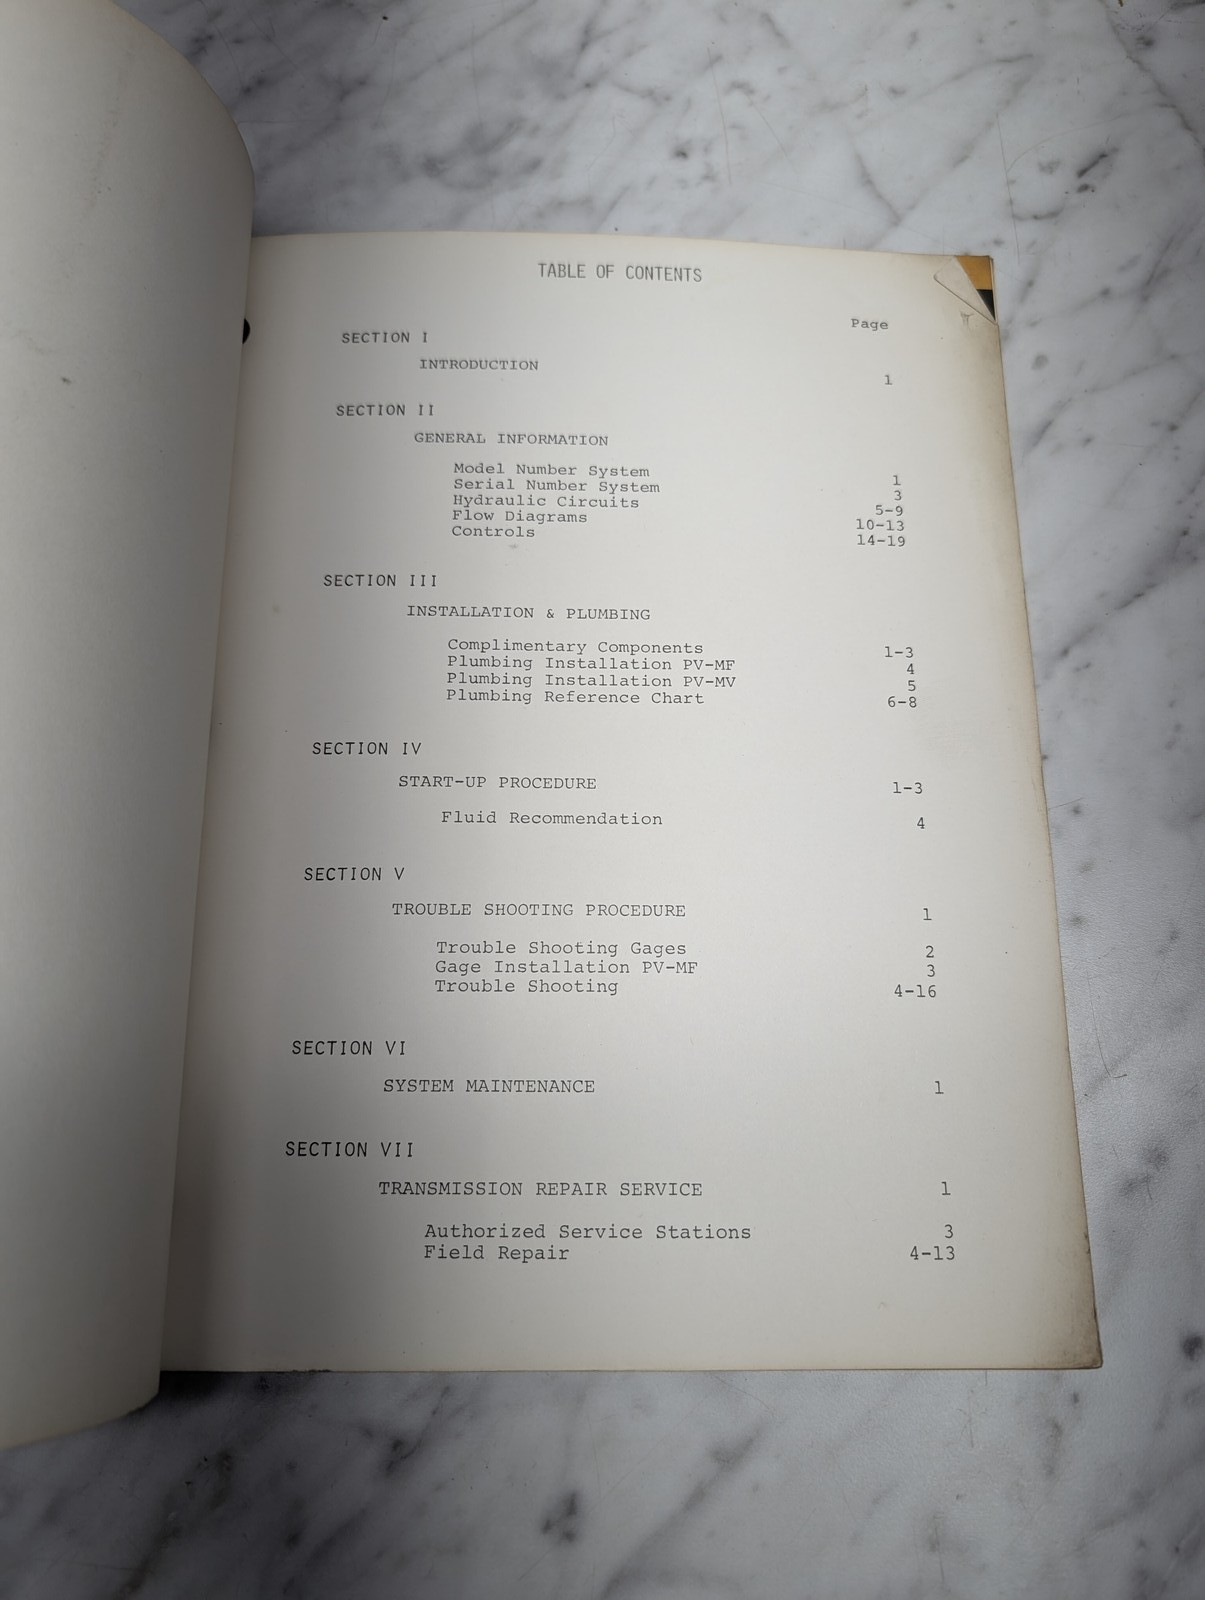 TABLE OF CONTENTS
Page
SECTION I
INTRODUCTION 1
SECTION II
GENERAL INFORMATION
Model Number System 1
Serial Number System 3
Hydraulic Circuits 5-9
Flow Diagrams 10-13
Controls 14-19
SECTION III
INSTALLATION & PLUMBING
Complimentary Components 1-3
Plumbing Installation PV-MF 4
Plumbing Installation PV-MV 5
Plumbing Reference Chart 6-8
SECTION IV
START-UP PROCEDURE 1-3
Fluid Recommendation 4
SECTION V
TROUBLE SHOOTING PROCEDURE 1
Trouble Shooting Gages 2
Gage Installation PV-MF 3
Trouble Shooting 4-16
SECTION VI
SYSTEM MAINTENANCE 1
SECTION VII
TRANSMISSION REPAIR SERVICE 1
Authorized Service Stations 3
Field Repair 4-13